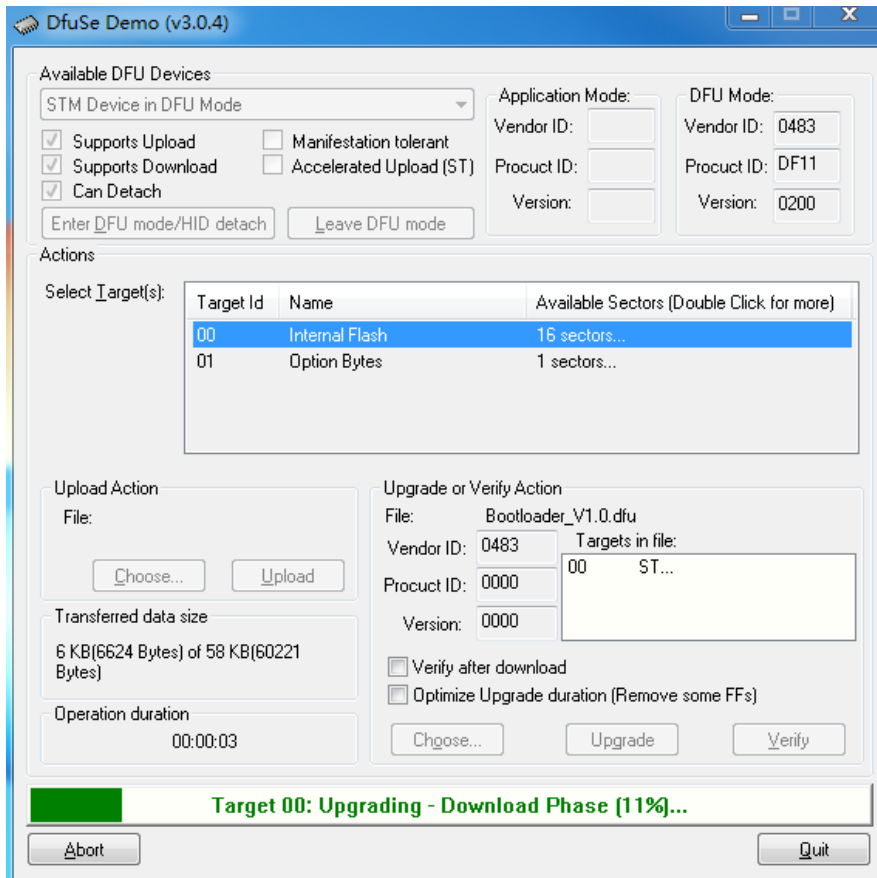 DfuSe Demo (v3.0.4)
Available DFU Devices
STM Device in DFU Mode
Supports Upload
Manifestation tolerant
Supports Download
Accelerated Upload (ST)
Can Detach
Enter DFU mode/HID detach
Leave DFU mode
Application Mode:
Vendor ID:
Procuct ID:
Version:
DFU Mode:
Vendor ID: 0483
Procuct ID: DF11
Version: 0200
Actions
Select Target(s):
Target Id Name Available Sectors (Double Click for more)
00 Internal Flash 16 sectors...
01 Option Bytes 1 sectors...
Upload Action
File:
Choose... Upload
Transferred data size
6 KB(6624 Bytes) of 58 KB(60221
Bytes)
Operation duration
00:00:03
Upgrade or Verify Action
File: Bootloader_V1.0.dfu
Vendor ID: 0483
Procuct ID: 0000
Version: 0000
Targets in file:
00 ST...
Verify after download
Optimize Upgrade duration (Remove some FFs)
Choose... Upgrade Verify
Target 00: Upgrading - Download Phase (11%)...
Abort Quit